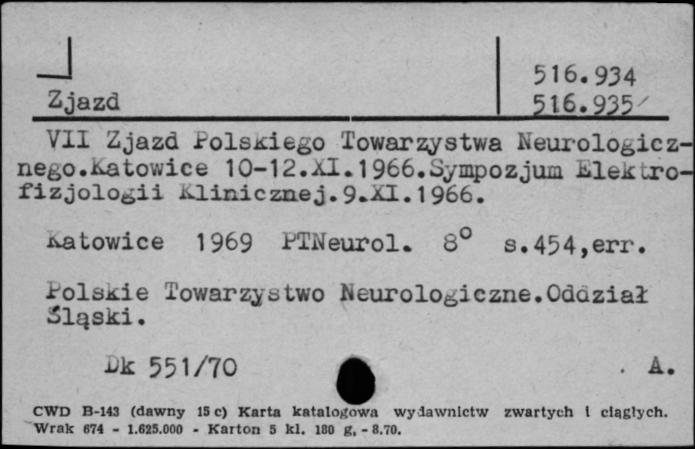 516.934
Zjazd 516.935
VII Zjazd Polskiego Towarzystwa Neurologicz-
nego.Katowice 10-12.XI.1966.Sympozjum Elektro-
fizjologii Klinicznej.9.XI.1966.
Katowice 1969 PTNeurol. 8° s.454,err.
Polskie Towarzystwo Neurologiczne.Oddział
Śląski.
Dk 551/70 A.
CWD B-143 (dawny 15 c) Karta katalogowa wydawnictw zwartych i ciągłych.
Wrak 674 - 1.625.000 - Karton 5 kl. 180 g. - 8.70.